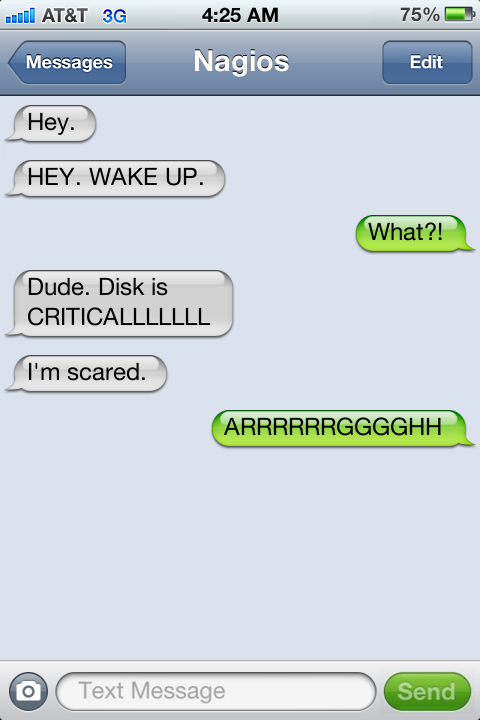 AT&T 3G 4:25 AM 75%
Messages Nagios Edit
Hey.
HEY. WAKE UP.
What?!
Dude. Disk is
CRITICALLLLLLL
I'm scared.
ARRRRRRGGGGHH
Text Message Send